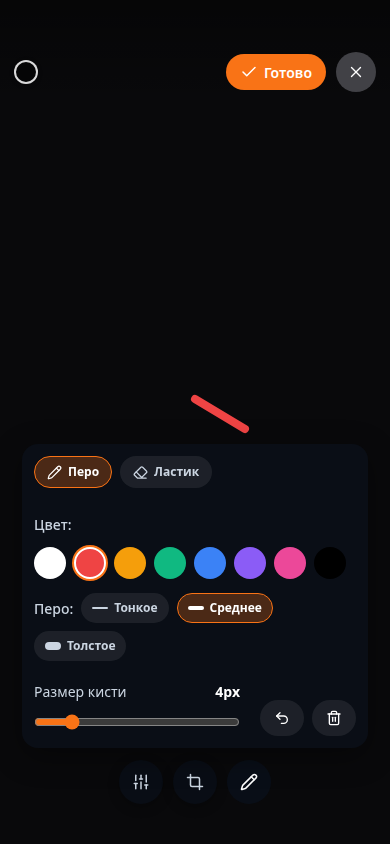 Готово
Перо
Ластик
Цвет:
Перо:
Тонкое
Среднее
Толстое
Размер кисти
4px